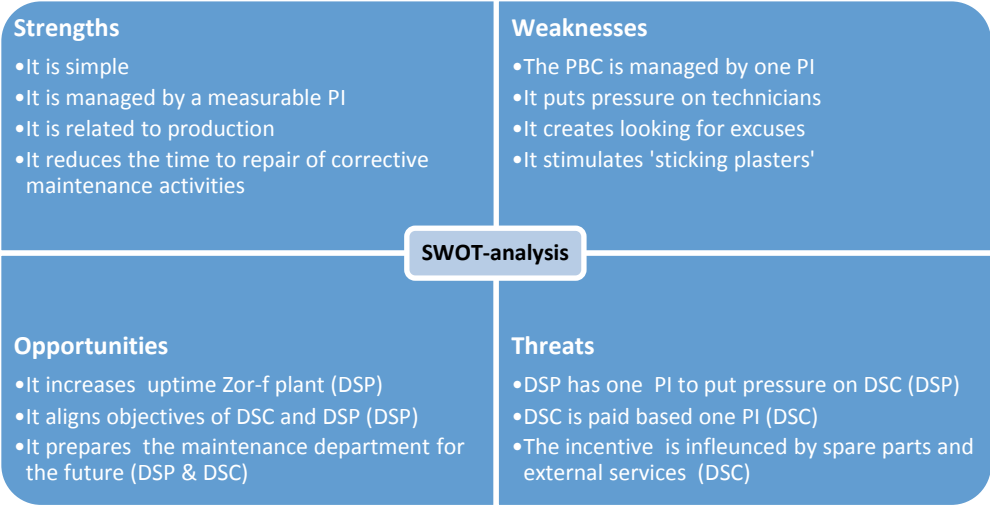 Strengths
•It is simple
•It is managed by a measurable PI
•It is related to production
•It reduces the time to repair of corrective
maintenance activities
Weaknesses
•The PBC is managed by one PI
•It puts pressure on technicians
•It creates looking for excuses
•It stimulates 'sticking plasters'
SWOT-analysis
Opportunities
•It increases uptime Zor-f plant (DSP)
•It aligns objectives of DSC and DSP (DSP)
•It prepares the maintenance department for
the future (DSP & DSC)
Threats
•DSP has one PI to put pressure on DSC (DSP)
•DSC is paid based one PI (DSC)
•The incentive is infleunced by spare parts and
external services (DSC)